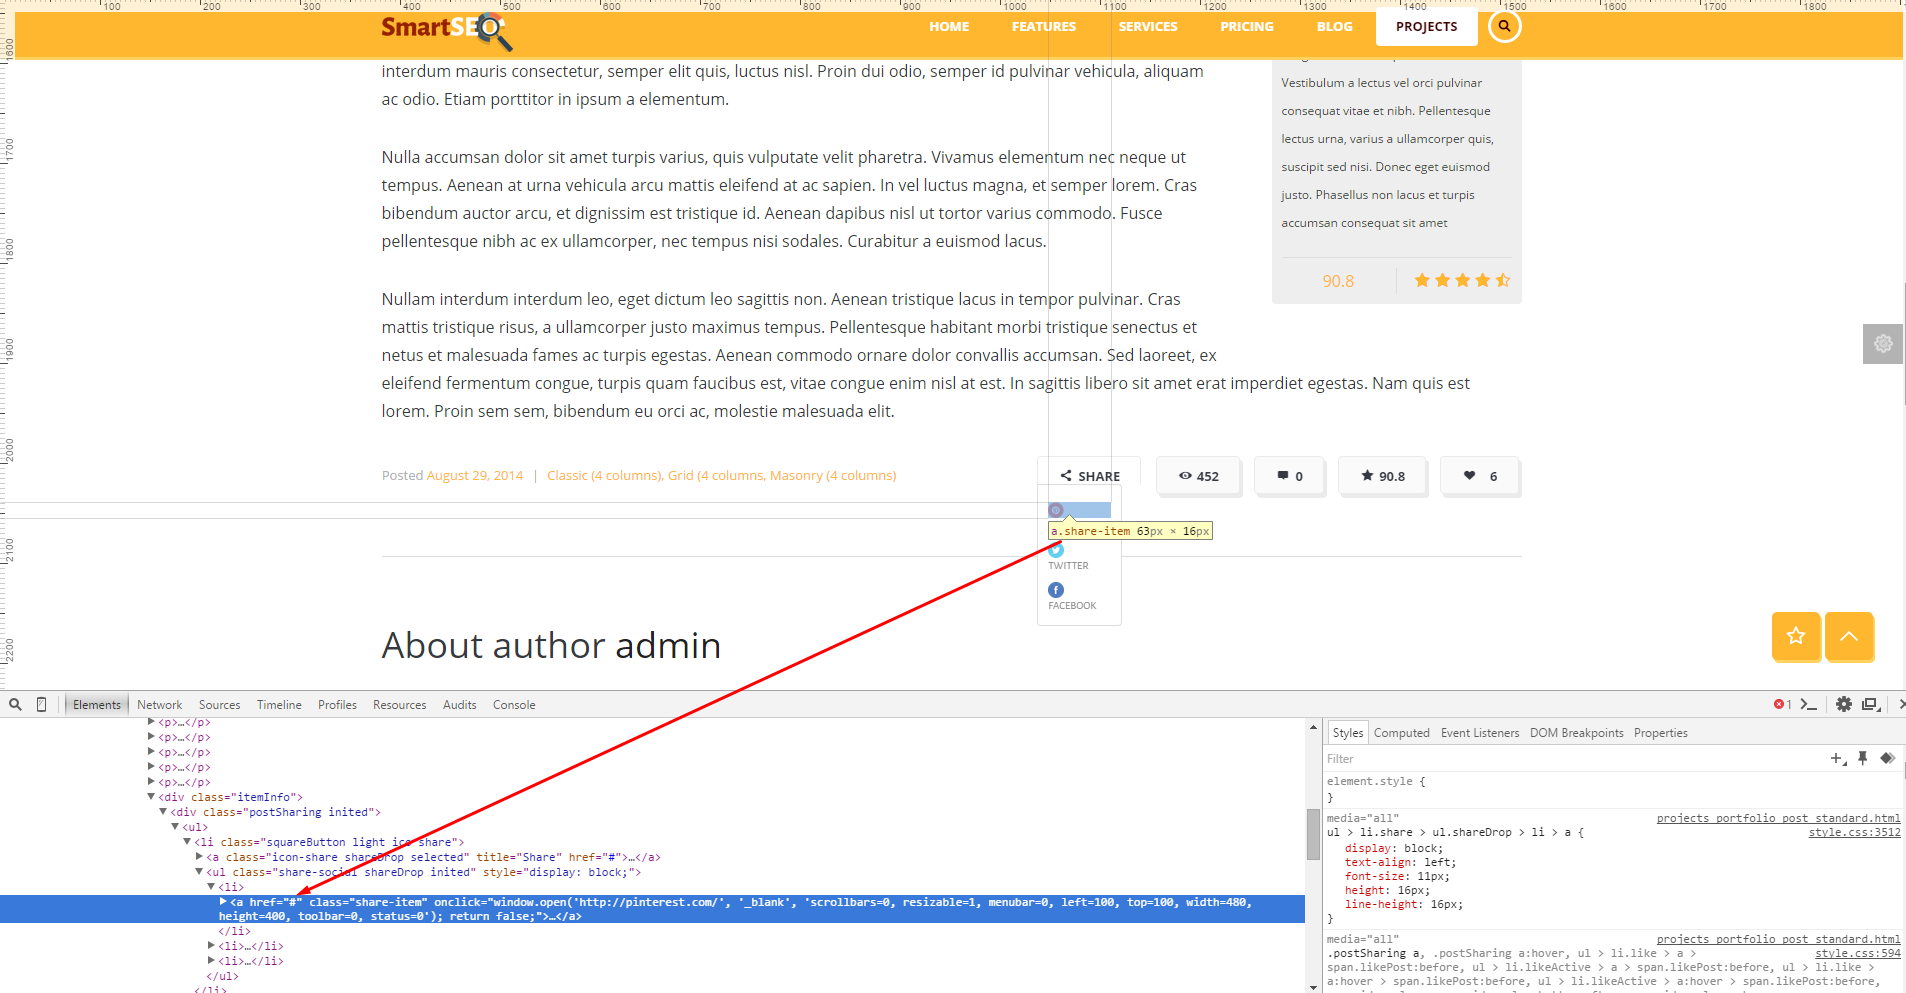 100 200 300 400 500 600 700 800 900 1000 1100 1200 1300 1400 1500 1600 1700 1800
SmartSEO
HOME FEATURES SERVICES PRICING BLOG PROJECTS
1600
1700
1800
1900
2000
2100
2200
interdum mauris consectetur, semper elit quis, luctus nisl. Proin dui odio, semper id pulvinar vehicula, aliquam
ac odio. Etiam porttitor in ipsum a elementum.
Nulla accumsan dolor sit amet turpis varius, quis vulputate velit pharetra. Vivamus elementum nec neque ut
tempus. Aenean at urna vehicula arcu mattis eleifend at ac sapien. In vel luctus magna, et semper lorem. Cras
bibendum auctor arcu, et dignissim est tristique id. Aenean dapibus nisl ut tortor varius commodo. Fusce
pellentesque nibh ac ex ullamcorper, nec tempus nisi sodales. Curabitur a euismod lacus.
Nullam interdum interdum leo, eget dictum leo sagittis non. Aenean tristique lacus in tempor pulvinar. Cras
mattis tristique risus, a ullamcorper justo maximus tempus. Pellentesque habitant morbi tristique senectus et
netus et malesuada fames ac turpis egestas. Aenean commodo ornare dolor convallis accumsan. Sed laoreet, ex
eleifend fermentum congue, turpis quam faucibus est, vitae congue enim nisl at est. In sagittis libero sit amet erat imperdiet egestas. Nam quis est
lorem. Proin sem sem, bibendum eu orci ac, molestie malesuada elit.
Vestibulum a lectus vel orci pulvinar
consequat vitae et nibh. Pellentesque
lectus urna, varius a ullamcorper quis,
suscipit sed nisi. Donec eget euismod
justo. Phasellus non lacus et turpis
accumsan consequat sit amet
90.8
Posted August 29, 2014 | Classic (4 columns), Grid (4 columns, Masonry (4 columns)
SHARE 452 0 90.8 6
a.share-item 63px × 16px
TWITTER
FACEBOOK
About author admin
Elements Network Sources Timeline Profiles Resources Audits Console
1
<p>…</p>
<p>…</p>
<p>…</p>
<p>…</p>
<p>…</p>
<div class="itemInfo">
<div class="postSharing inited">
<ul>
<li class="squareButton light ico share">
<a class="icon-share shareDrop selected" title="Share" href="#">…</a>
<ul class="share-social shareDrop inited" style="display: block;">
<li>
<a href="#" class="share-item" onclick="window.open('http://pinterest.com/', '_blank', 'scrollbars=0, resizable=1, menubar=0, left=100, top=100, width=480,
height=400, toolbar=0, status=0'); return false;">…</a>
</li>
<li>…</li>
<li>…</li>
</ul>
</li>
Styles Computed Event Listeners DOM Breakpoints Properties
Filter
element.style {
}
media="all" projects portfolio post standard.html
ul > li.share > ul.shareDrop > li > a { style.css:3512
display: block;
text-align: left;
font-size: 11px;
height: 16px;
line-height: 16px;
}
media="all" projects portfolio post standard.html
.postSharing a, .postSharing a:hover, ul > li.like > a > style.css:594
span.likePost:before, ul > li.likeActive > a > span.likePost:before, ul > li.like >
a:hover > span.likePost:before, ul > li.likeActive > a:hover > span.likePost:before,